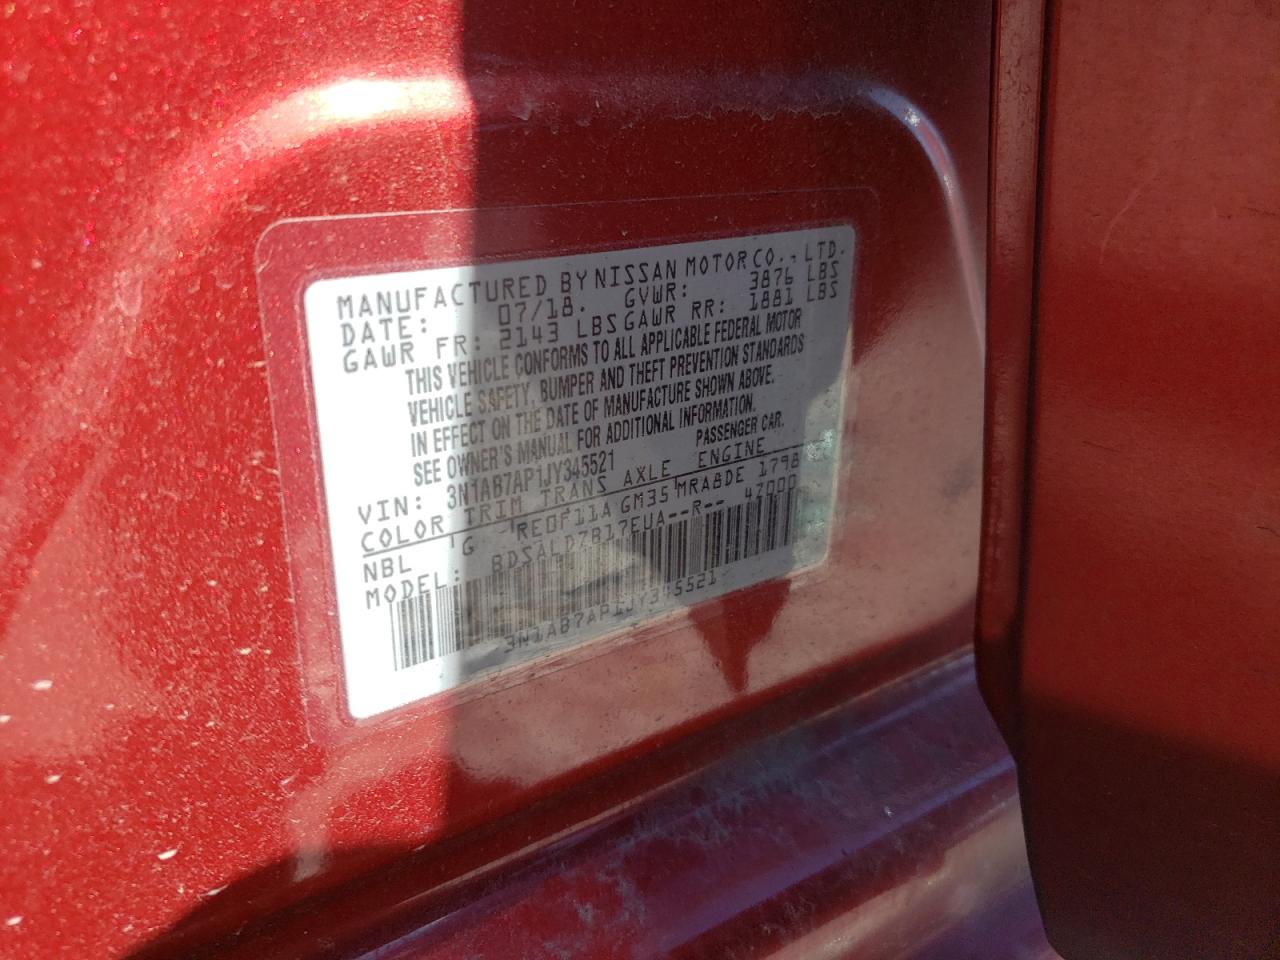 MANUFACTURED BY NISSAN MOTOR CO., LTD.
DATE: 07/18. GVWR: 3876 LBS
GAWR FR: 2143 LBS GAWR RR: 1881 LBS
THIS VEHICLE CONFORMS TO ALL APPLICABLE FEDERAL MOTOR
VEHICLE SAFETY, BUMPER AND THEFT PREVENTION STANDARDS
IN EFFECT ON THE DATE OF MANUFACTURE SHOWN ABOVE.
SEE OWNER'S MANUAL FOR ADDITIONAL INFORMATION.
VIN: 3N1AB7AP1JY345521 PASSENGER CAR.
COLOR TRIM TRANS AXLE ENGINE
NBL G RE0F11A GM35 MRA8DE 1798
MODEL: BDSALDZB17EUA--R-- 47000
3N1AB7AP1JY345521